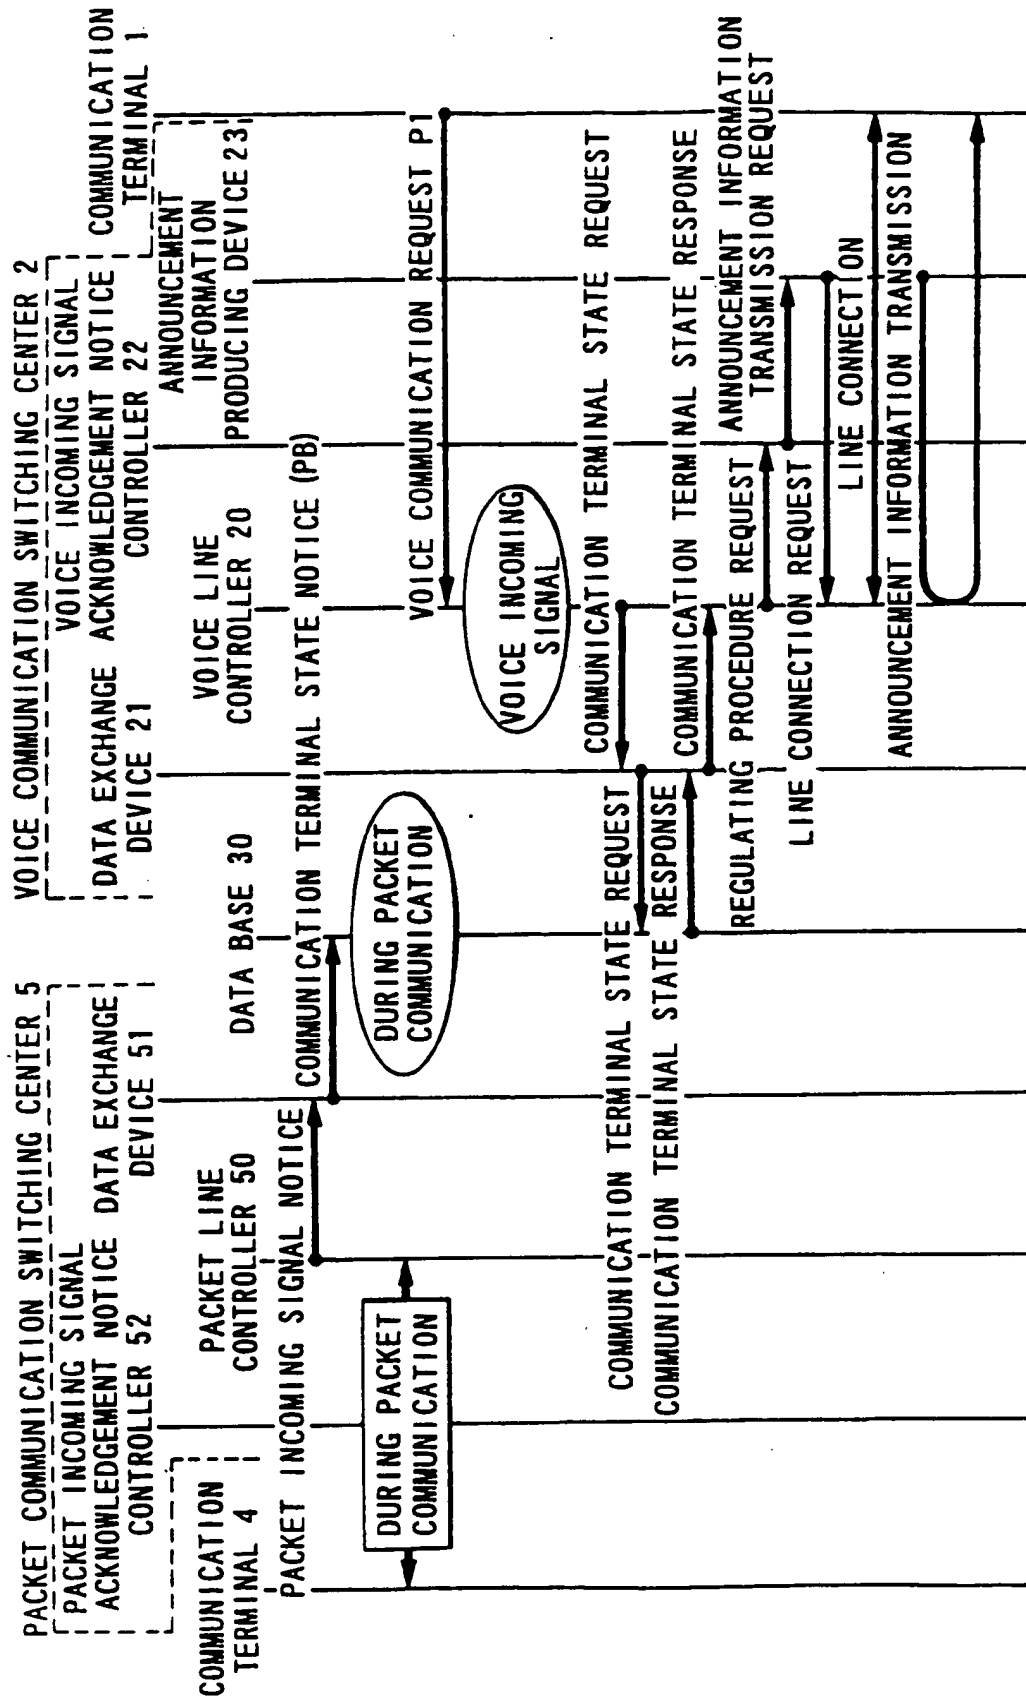 PACKET COMMUNICATION SWITCHING CENTER 5
PACKET INCOMING SIGNAL
ACKNOWLEDGEMENT NOTICE
CONTROLLER 52
DATA EXCHANGE
DEVICE 51
COMMUNICATION
TERMINAL 4
PACKET LINE
CONTROLLER 50
DATA BASE 30
VOICE COMMUNICATION SWITCHING CENTER 2
DATA EXCHANGE
DEVICE 21
VOICE INCOMING SIGNAL
ACKNOWLEDGEMENT NOTICE
CONTROLLER 22
VOICE LINE
CONTROLLER 20
ANNOUNCEMENT
INFORMATION
PRODUCING DEVICE 23
COMMUNICATION
TERMINAL 1
PACKET INCOMING SIGNAL NOTICE
COMMUNICATION TERMINAL STATE NOTICE (PB)
DURING PACKET
COMMUNICATION
DURING PACKET
COMMUNICATION
VOICE COMMUNICATION REQUEST P1
VOICE INCOMING
SIGNAL
COMMUNICATION TERMINAL STATE REQUEST
COMMUNICATION TERMINAL STATE REQUEST
COMMUNICATION TERMINAL STATE RESPONSE
COMMUNICATION TERMINAL STATE RESPONSE
REGULATING PROCEDURE REQUEST
ANNOUNCEMENT INFORMATION
TRANSMISSION REQUEST
LINE CONNECTION REQUEST
LINE CONNECTION
ANNOUNCEMENT INFORMATION TRANSMISSION